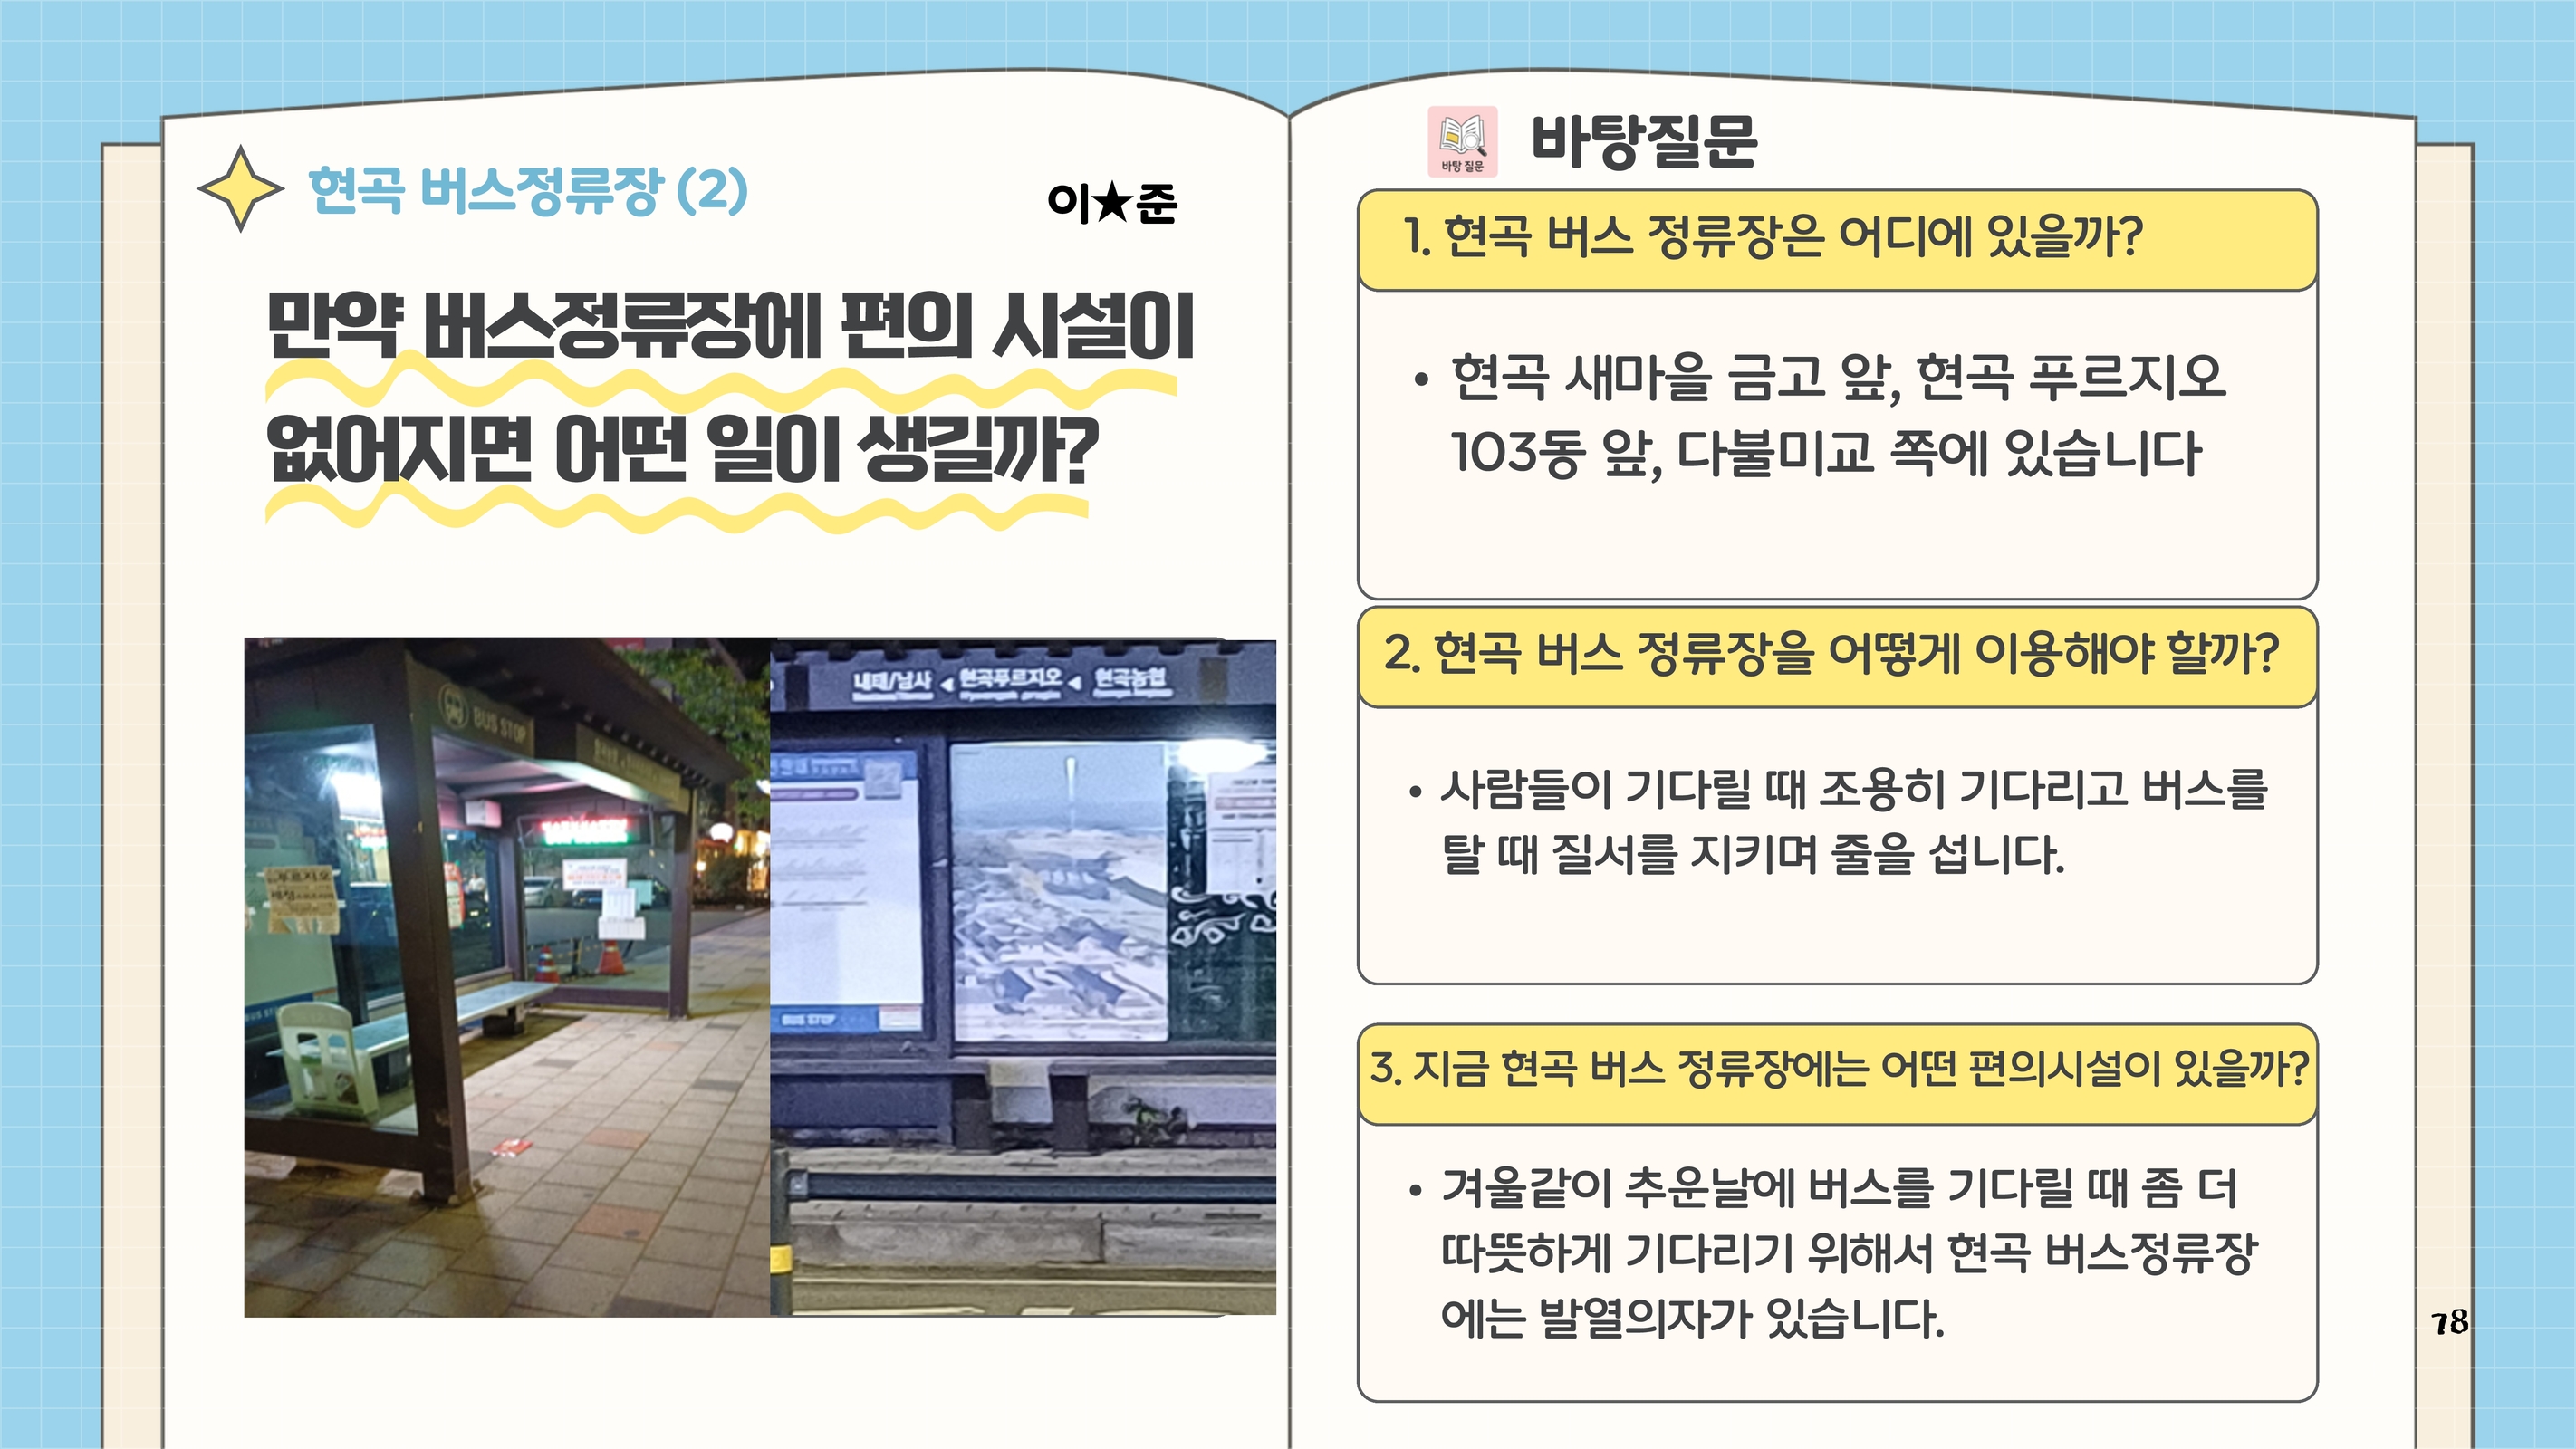 현곡 버스정류장 (2)
이★준
만약 버스정류장에 편의 시설이
없어지면 어떤 일이 생길까?
BUS STOP
푸르지오
내태/남사 ◀ 현곡푸르지오 ◀ 현곡농협
BUS STOP
바탕 질문
바탕질문
1. 현곡 버스 정류장은 어디에 있을까?
• 현곡 새마을 금고 앞, 현곡 푸르지오
103동 앞, 다불미교 쪽에 있습니다
2. 현곡 버스 정류장을 어떻게 이용해야 할까?
• 사람들이 기다릴 때 조용히 기다리고 버스를
탈 때 질서를 지키며 줄을 섭니다.
3. 지금 현곡 버스 정류장에는 어떤 편의시설이 있을까?
• 겨울같이 추운날에 버스를 기다릴 때 좀 더
따뜻하게 기다리기 위해서 현곡 버스정류장
에는 발열의자가 있습니다.
78